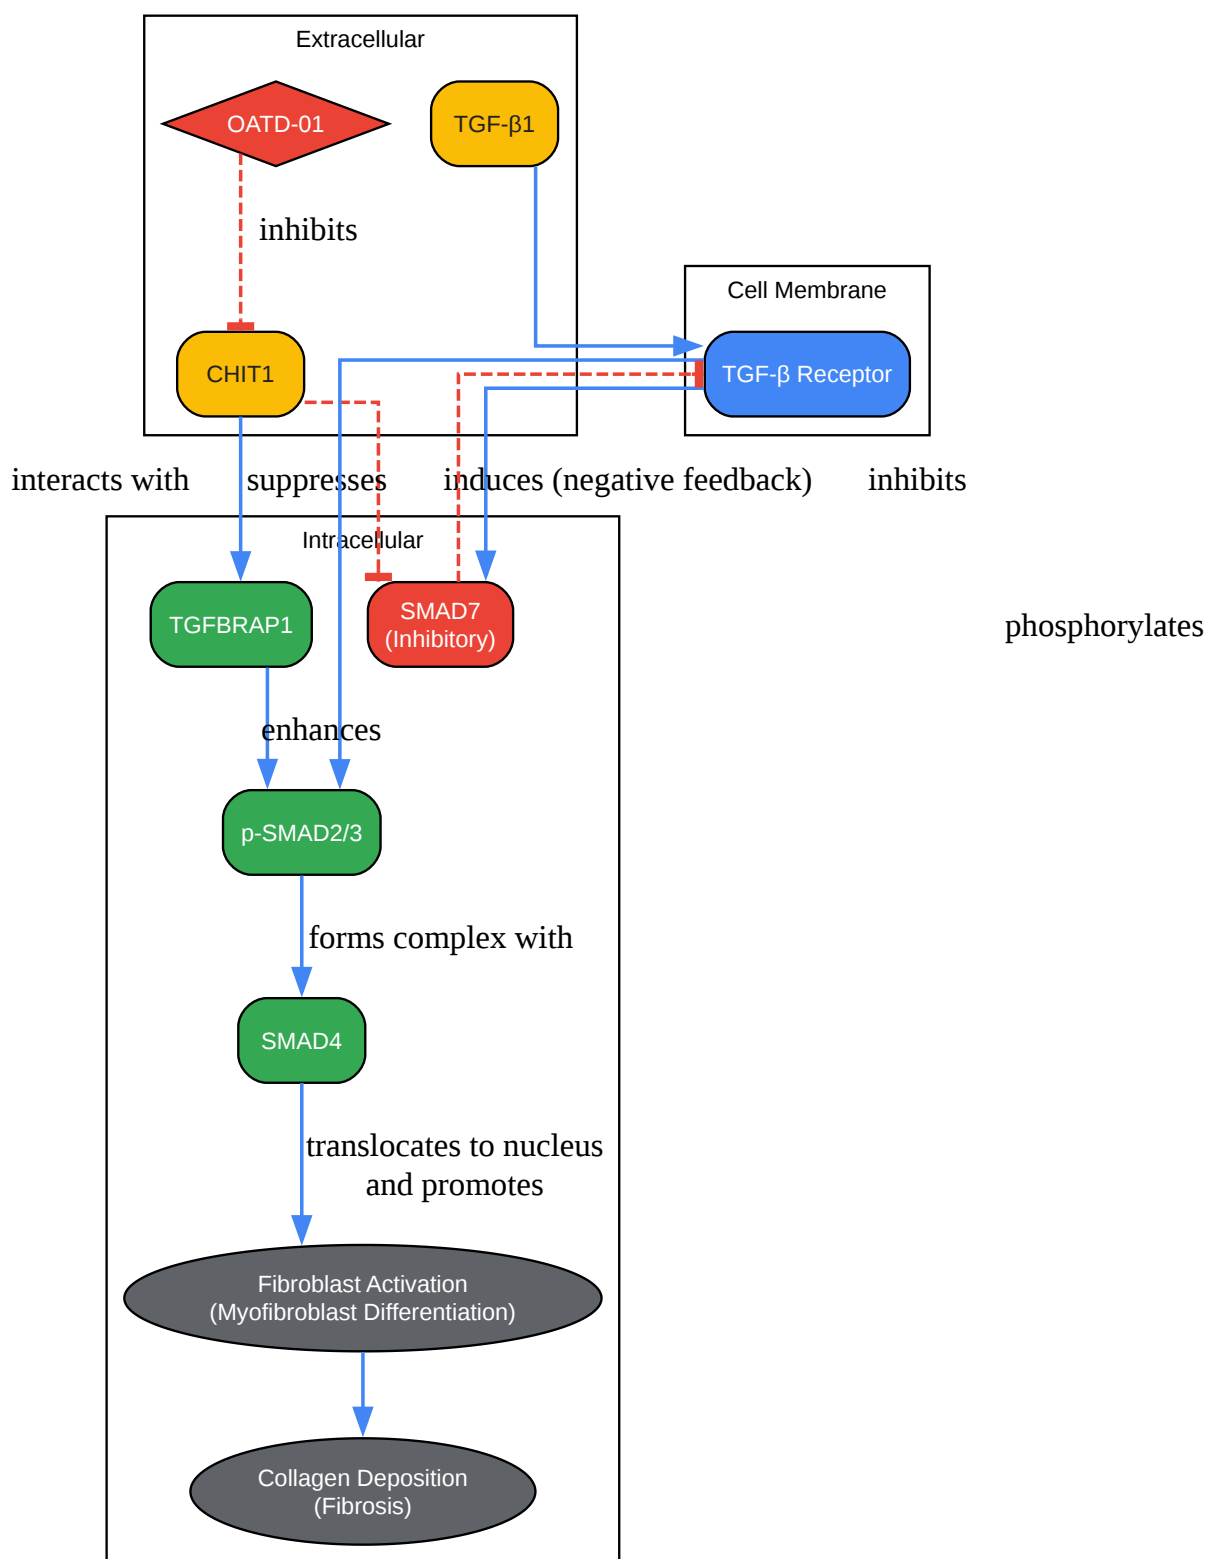 Extracellular
OATD-01
TGF-β1
inhibits
Cell Membrane
CHIT1
TGF-β Receptor
interacts with
suppresses
induces (negative feedback)
inhibits
Intracellular
TGFBRAP1
SMAD7
(Inhibitory)
phosphorylates
enhances
p-SMAD2/3
forms complex with
SMAD4
translocates to nucleus
and promotes
Fibroblast Activation
(Myofibroblast Differentiation)
Collagen Deposition
(Fibrosis)